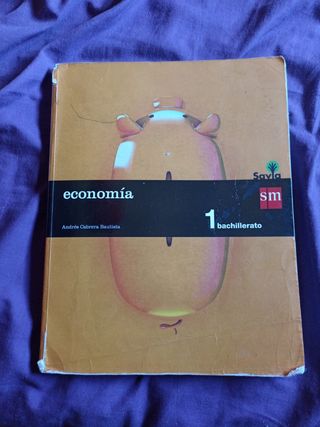 Savia
economía
sm
Andrés Cabrera Bautista
1 bachillerato